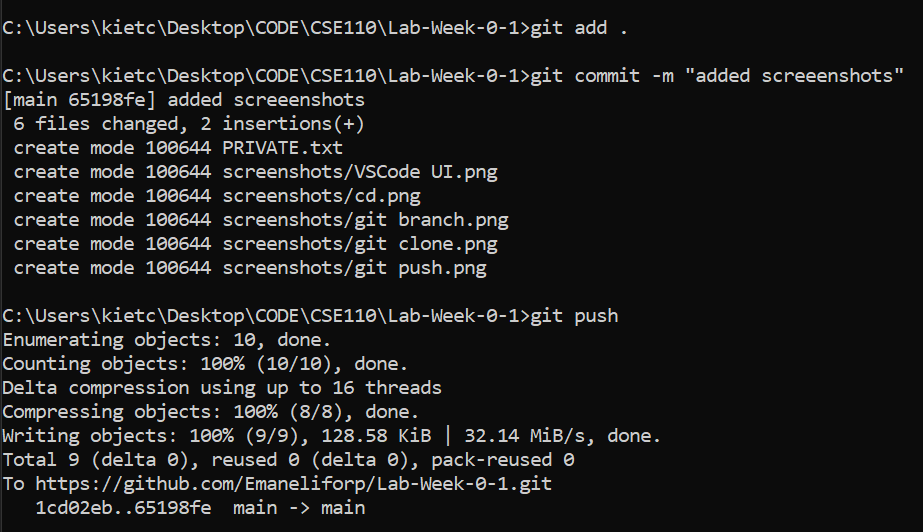 C:\Users\kietc\Desktop\CODE\CSE110\Lab-Week-0-1>git add .
C:\Users\kietc\Desktop\CODE\CSE110\Lab-Week-0-1>git commit -m "added screeenshots"
[main 65198fe] added screeenshots
 6 files changed, 2 insertions(+)
 create mode 100644 PRIVATE.txt
 create mode 100644 screenshots/VSCode UI.png
 create mode 100644 screenshots/cd.png
 create mode 100644 screenshots/git branch.png
 create mode 100644 screenshots/git clone.png
 create mode 100644 screenshots/git push.png
C:\Users\kietc\Desktop\CODE\CSE110\Lab-Week-0-1>git push
Enumerating objects: 10, done.
Counting objects: 100% (10/10), done.
Delta compression using up to 16 threads
Compressing objects: 100% (8/8), done.
Writing objects: 100% (9/9), 128.58 KiB | 32.14 MiB/s, done.
Total 9 (delta 0), reused 0 (delta 0), pack-reused 0
To https://github.com/Emaneliforp/Lab-Week-0-1.git
   1cd02eb..65198fe  main -> main